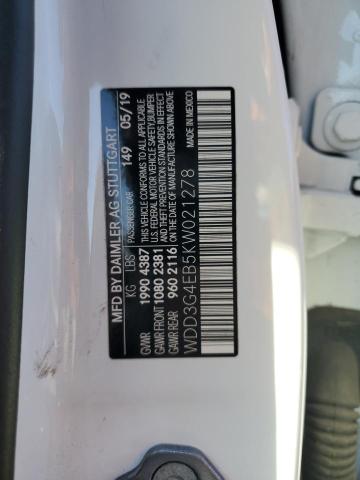 MFD BY DAIMLER AG STUTTGART
KG LBS PASSENGER CAR 149 05/19
GVWR 1990 4387 THIS VEHICLE CONFORMS TO ALL APPLICABLE
GAWR FRONT 1080 2381 U.S. FEDERAL MOTOR VEHICLE SAFETY, BUMPER
AND THEFT PREVENTION STANDARDS IN EFFECT
GAWR REAR 960 2116 ON THE DATE OF MANUFACTURE SHOWN ABOVE
WDD3G4EB5KW021278
MADE IN MEXICO